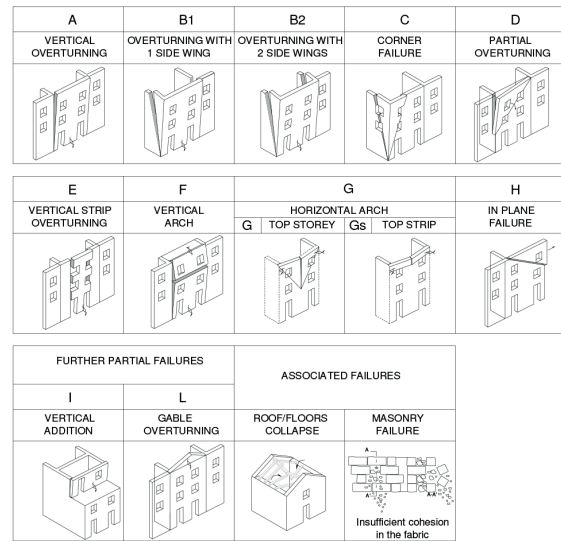 A B1 B2 C D
VERTICAL OVERTURNING WITH OVERTURNING WITH CORNER PARTIAL
OVERTURNING 1 SIDE WING 2 SIDE WINGS FAILURE OVERTURNING
E F G H
VERTICAL STRIP VERTICAL HORIZONTAL ARCH IN PLANE
OVERTURNING ARCH G TOP STOREY Gs TOP STRIP FAILURE
FURTHER PARTIAL FAILURES ASSOCIATED FAILURES
I L
VERTICAL GABLE ROOF/FLOORS MASONRY
ADDITION OVERTURNING COLLAPSE FAILURE
A
A' A-A'
Insufficient cohesion
in the fabric